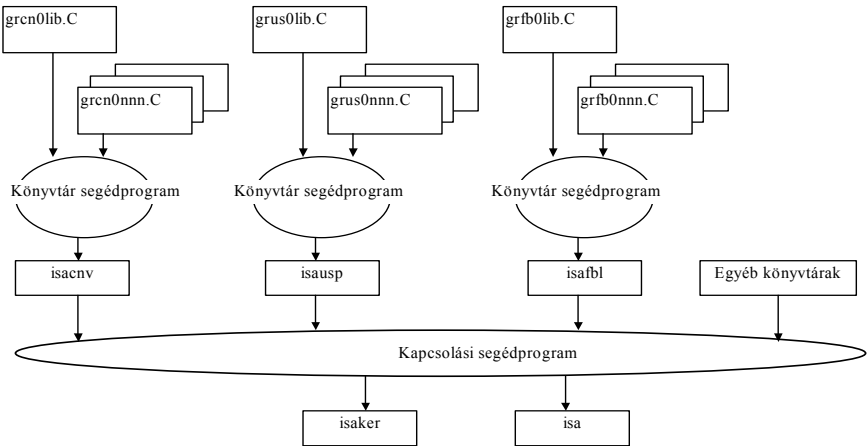 grcn0lib.C
grus0lib.C
grfb0lib.C
grcn0nnn.C
grus0nnn.C
grfb0nnn.C
Könyvtár segédprogram
Könyvtár segédprogram
Könyvtár segédprogram
isacnv
isausp
isafbl
Egyéb könyvtárak
Kapcsolási segédprogram
isaker
isa